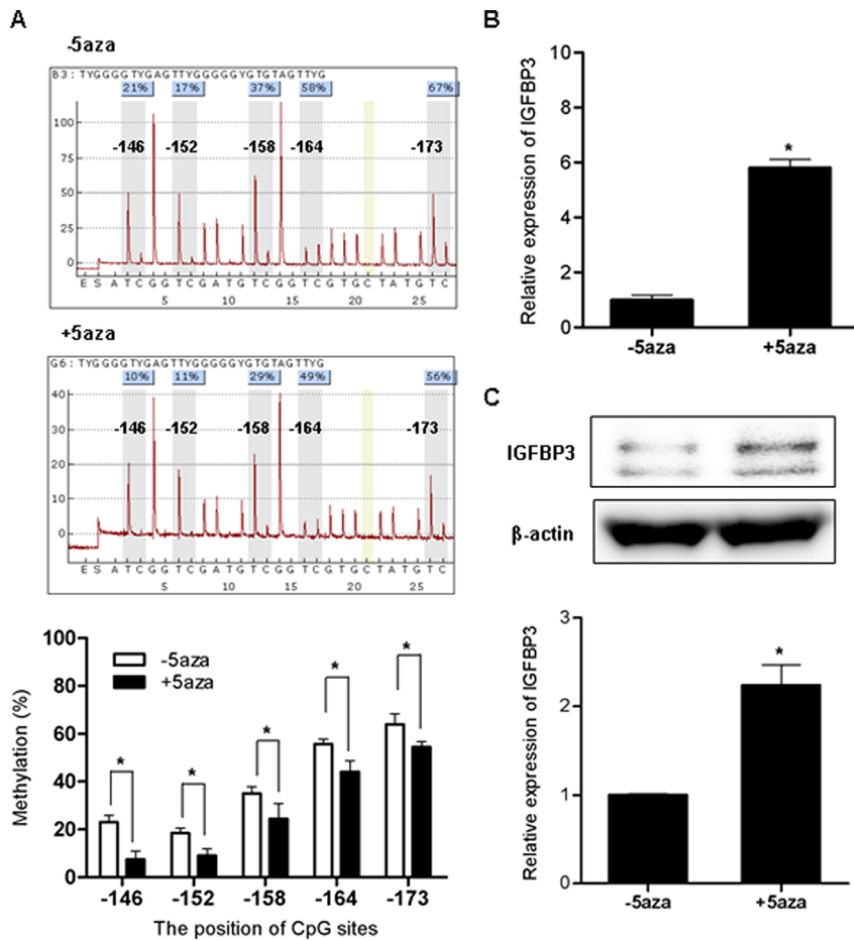 A
-5aza
B3: TYGGGGTYGAGTTYGGGGGYGTGTAGTTYG
21% 17% 37% 58% 67%
-146 -152 -158 -164 -173
100
75
50
25
0
E S A T C G G T C G A T G T C G G T C G T G C T A T G T C
5 10 15 20 25
+5aza
G6: TYGGGGTYGAGTTYGGGGGYGTGTAGTTYG
10% 11% 29% 49% 56%
-146 -152 -158 -164 -173
40
30
20
10
0
E S A T C G G T C G A T G T C G G T C G T G C T A T G T C
5 10 15 20 25
Methylation (%)
100
80
60
40
20
0
-5aza
+5aza
* * * * *
-146 -152 -158 -164 -173
The position of CpG sites
B
Relative expression of IGFBP3
10
8
6
4
2
0
*
-5aza +5aza
C
IGFBP3
β-actin
Relative expression of IGFBP3
3
2
1
0
*
-5aza +5aza